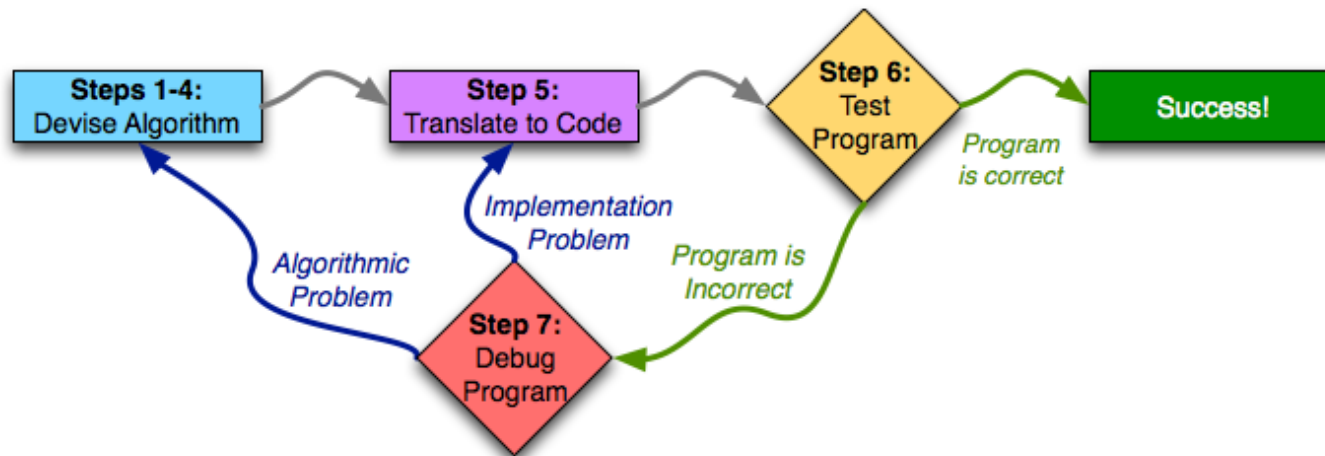 Steps 1-4:
Devise Algorithm
Step 5:
Translate to Code
Step 6:
Test
Program
Success!
Program
is correct
Implementation
Problem
Program is
Incorrect
Algorithmic
Problem
Step 7:
Debug
Program